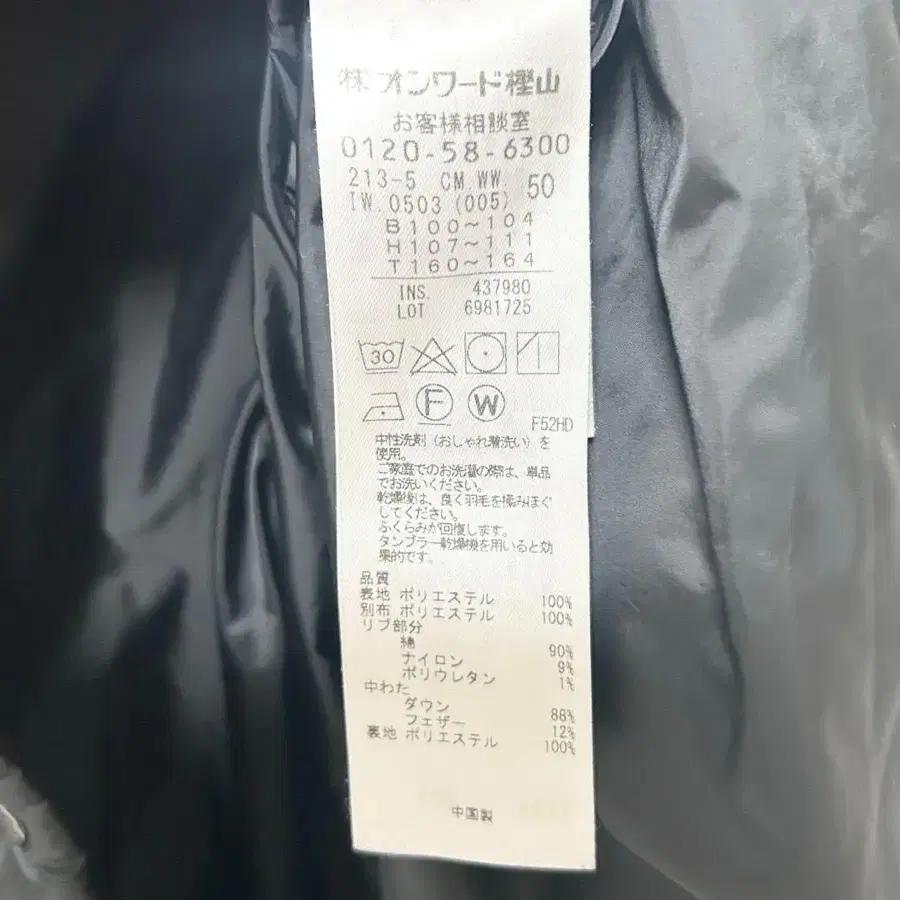 ㈱オンワード樫山
お客様相談室
0120-58-6300
213-5 CM.WW. 50
IW.0503 (005)
B100～104
H107～111
T160～164
INS. 437980
LOT 6981725
30
F W
F52HD
中性洗剤（おしゃれ着洗い）を
使用。
ご家庭でのお洗濯の際は、単品
でお洗いください。
乾燥後は、良く羽毛を揉みほぐ
してください。
ふくらみが回復します。
タンブラー乾燥機を用いると効
果的です。
品質
表地 ポリエステル 100%
別布 ポリエステル 100%
リブ部分
綿 90%
ナイロン 9%
ポリウレタン 1%
中わた
ダウン 88%
フェザー 12%
裏地 ポリエステル 100%
中国製